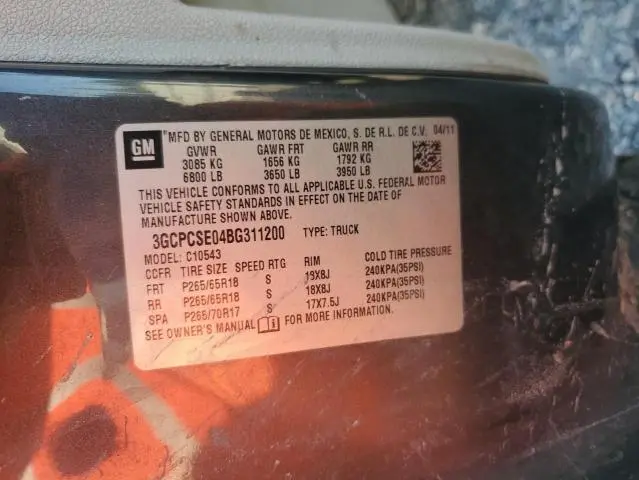 GM
"MFD BY GENERAL MOTORS DE MEXICO, S. DE R.L. DE C.V. 04/11
GVWR GAWR FRT GAWR RR
3085 KG 1656 KG 1792 KG
6800 LB 3650 LB 3950 LB
THIS VEHICLE CONFORMS TO ALL APPLICABLE U.S. FEDERAL MOTOR
VEHICLE SAFETY STANDARDS IN EFFECT ON THE DATE OF
MANUFACTURE SHOWN ABOVE.
3GCPCSE04BG311200 TYPE: TRUCK
MODEL: C10543
CCFR TIRE SIZE SPEED RTG RIM COLD TIRE PRESSURE
FRT P265/65R18 S 18X8J 240KPA(35PSI)
RR P265/65R18 S 18X8J 240KPA(35PSI)
SPA P265/70R17 S 17X7.5J 240KPA(35PSI)
SEE OWNER'S MANUAL FOR MORE INFORMATION.